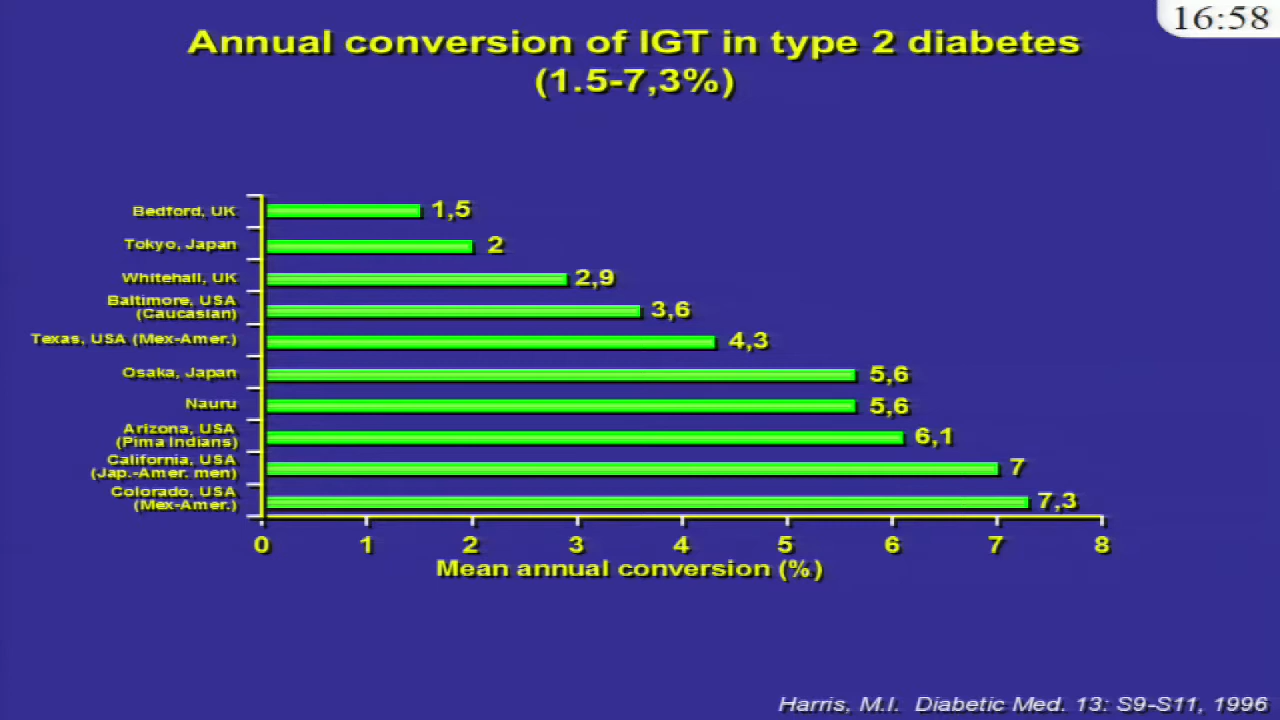 16:58
Annual conversion of IGT in type 2 diabetes
(1.5-7,3%)
Bedford, UK 1,5
Tokyo, Japan 2
Whitehall, UK 2,9
Baltimore, USA
(Caucasian) 3,6
Texas, USA (Mex-Amer.) 4,3
Osaka, Japan 5,6
Nauru 5,6
Arizona, USA
(Pima Indians) 6,1
California, USA
(Jap.-Amer. men) 7
Colorado, USA
(Mex-Amer.) 7,3
0 1 2 3 4 5 6 7 8
Mean annual conversion (%)
Harris, M.I. Diabetic Med. 13: S9-S11, 1996